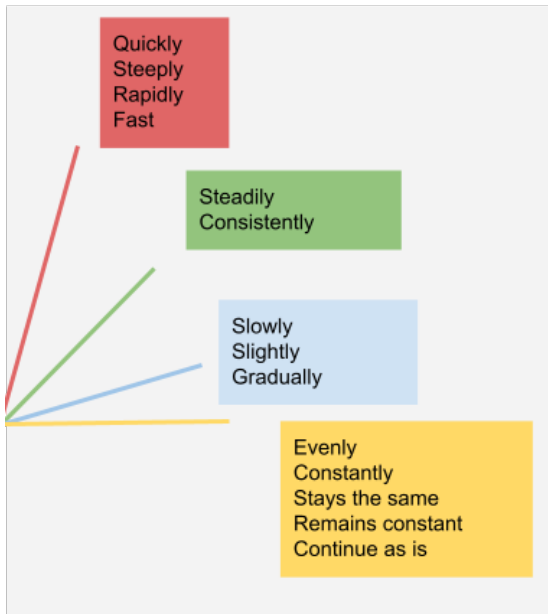 Quickly
Steeply
Rapidly
Fast
Steadily
Consistently
Slowly
Slightly
Gradually
Evenly
Constantly
Stays the same
Remains constant
Continue as is